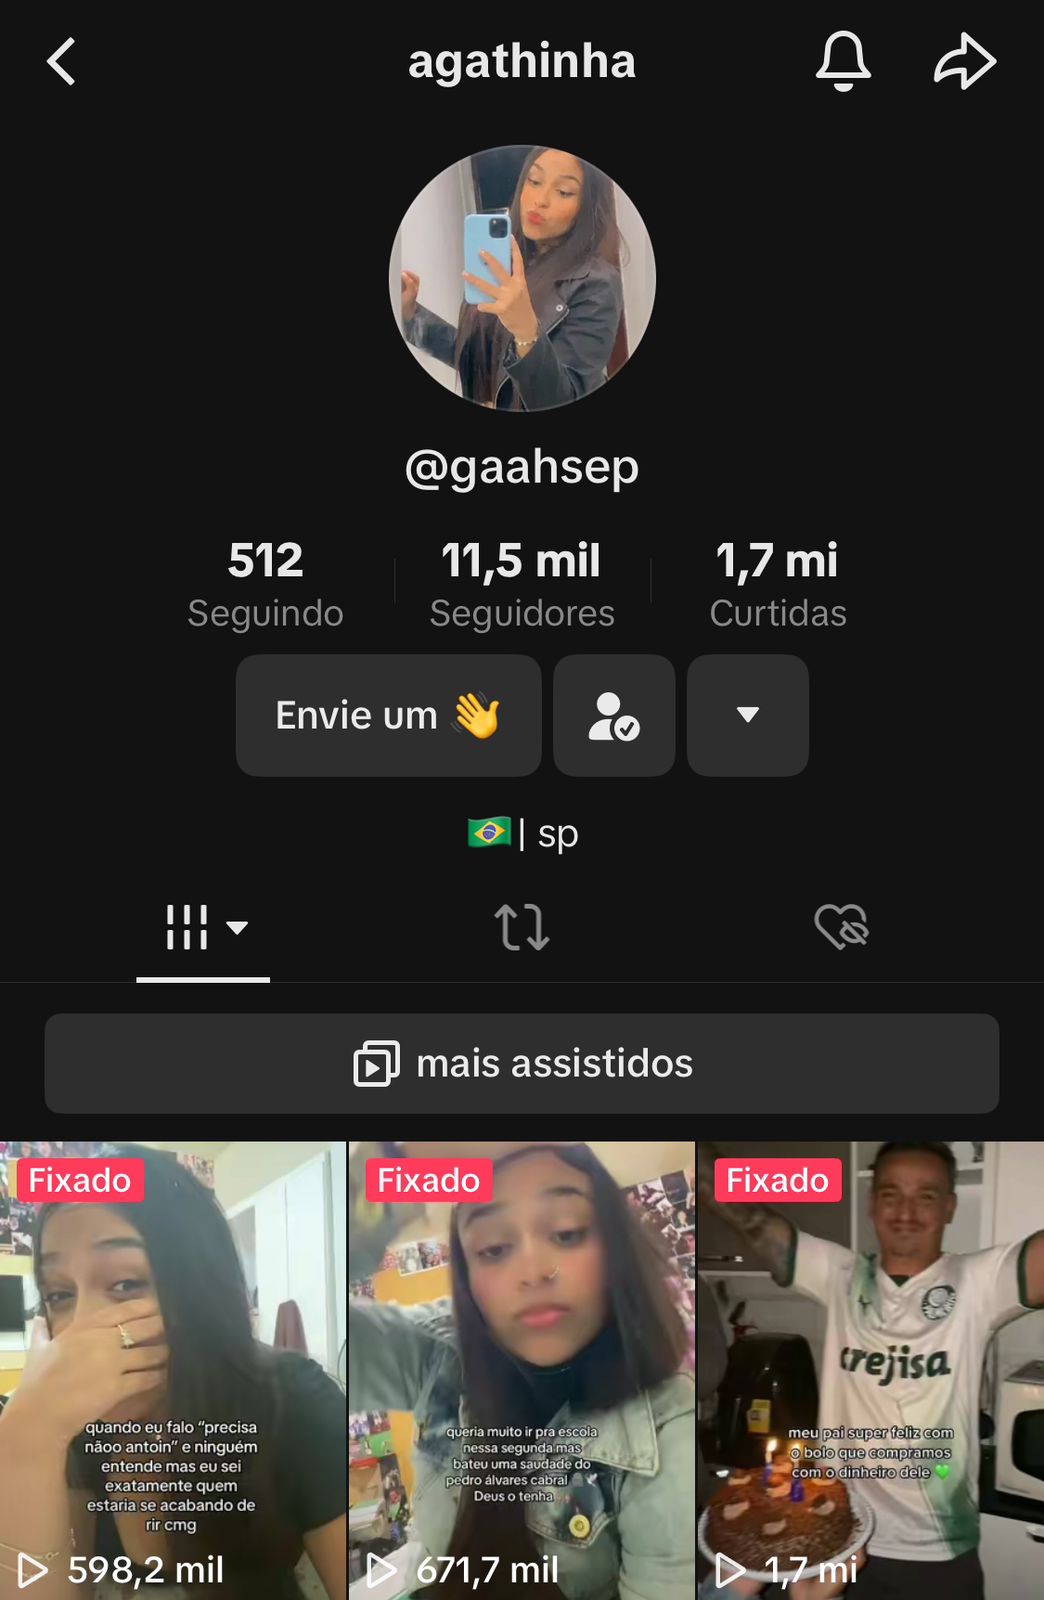 agathinha
@gaahsep
512
Seguindo
11,5 mil
Seguidores
1,7 mi
Curtidas
Envie um 👋
🇧🇷| sp
mais assistidos
Fixado
quando eu falo “precisa
nãoo antoin” e ninguém
entende mas eu sei
exatamente quem
estaria se acabando de
rir cmg
598,2 mil
Fixado
queria muito ir pra escola
nessa segunda mas
bateu uma saudade do
pedro álvares cabral 🕊️
Deus o tenha
671,7 mil
Fixado
crejisa
meu pai super feliz com
o bolo que compramos
com o dinheiro dele 💚
1,7 mi